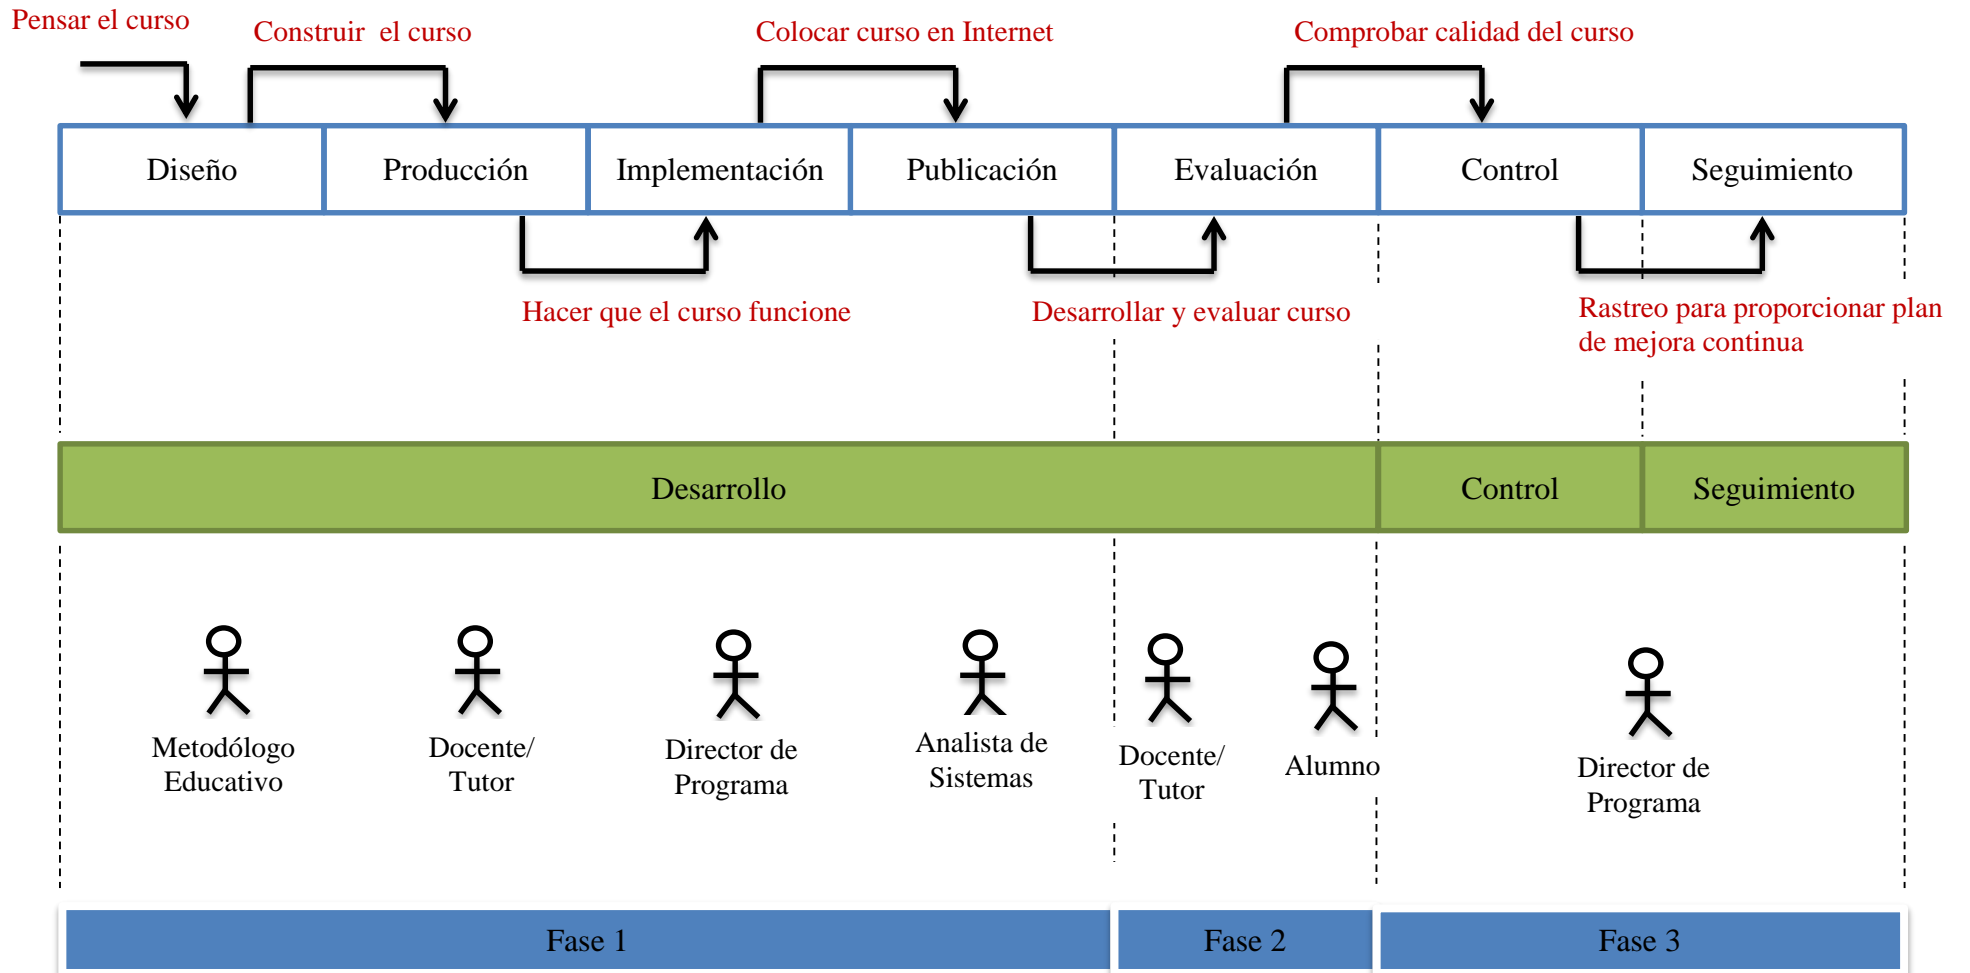 Pensar el curso
Construir el curso
Colocar curso en Internet
Comprobar calidad del curso
Diseño
Producción
Implementación
Publicación
Evaluación
Control
Seguimiento
Hacer que el curso funcione
Desarrollar y evaluar curso
Rastreo para proporcionar plan
de mejora continua
Desarrollo
Control
Seguimiento
Metodólogo
Educativo
Docente/
Tutor
Director de
Programa
Analista de
Sistemas
Docente/
Tutor
Alumno
Director de
Programa
Fase 1
Fase 2
Fase 3